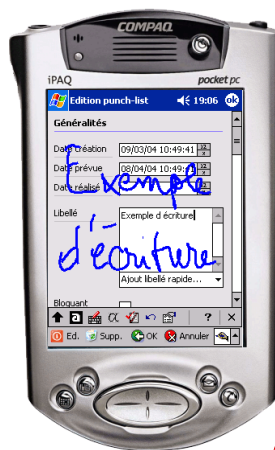 COMPAQ
iPAQ pocket pc
Edition punch-list 19:06 ok
Généralités
Date création 09/03/04 10:49:41
Date prévue 08/04/04 10:49:41
Date réalisé
Exemple
Libellé Exemple d écriture
d'écriture
Ajout libellé rapide...
Bloquant
? ×
Ed. Supp. OK Annuler